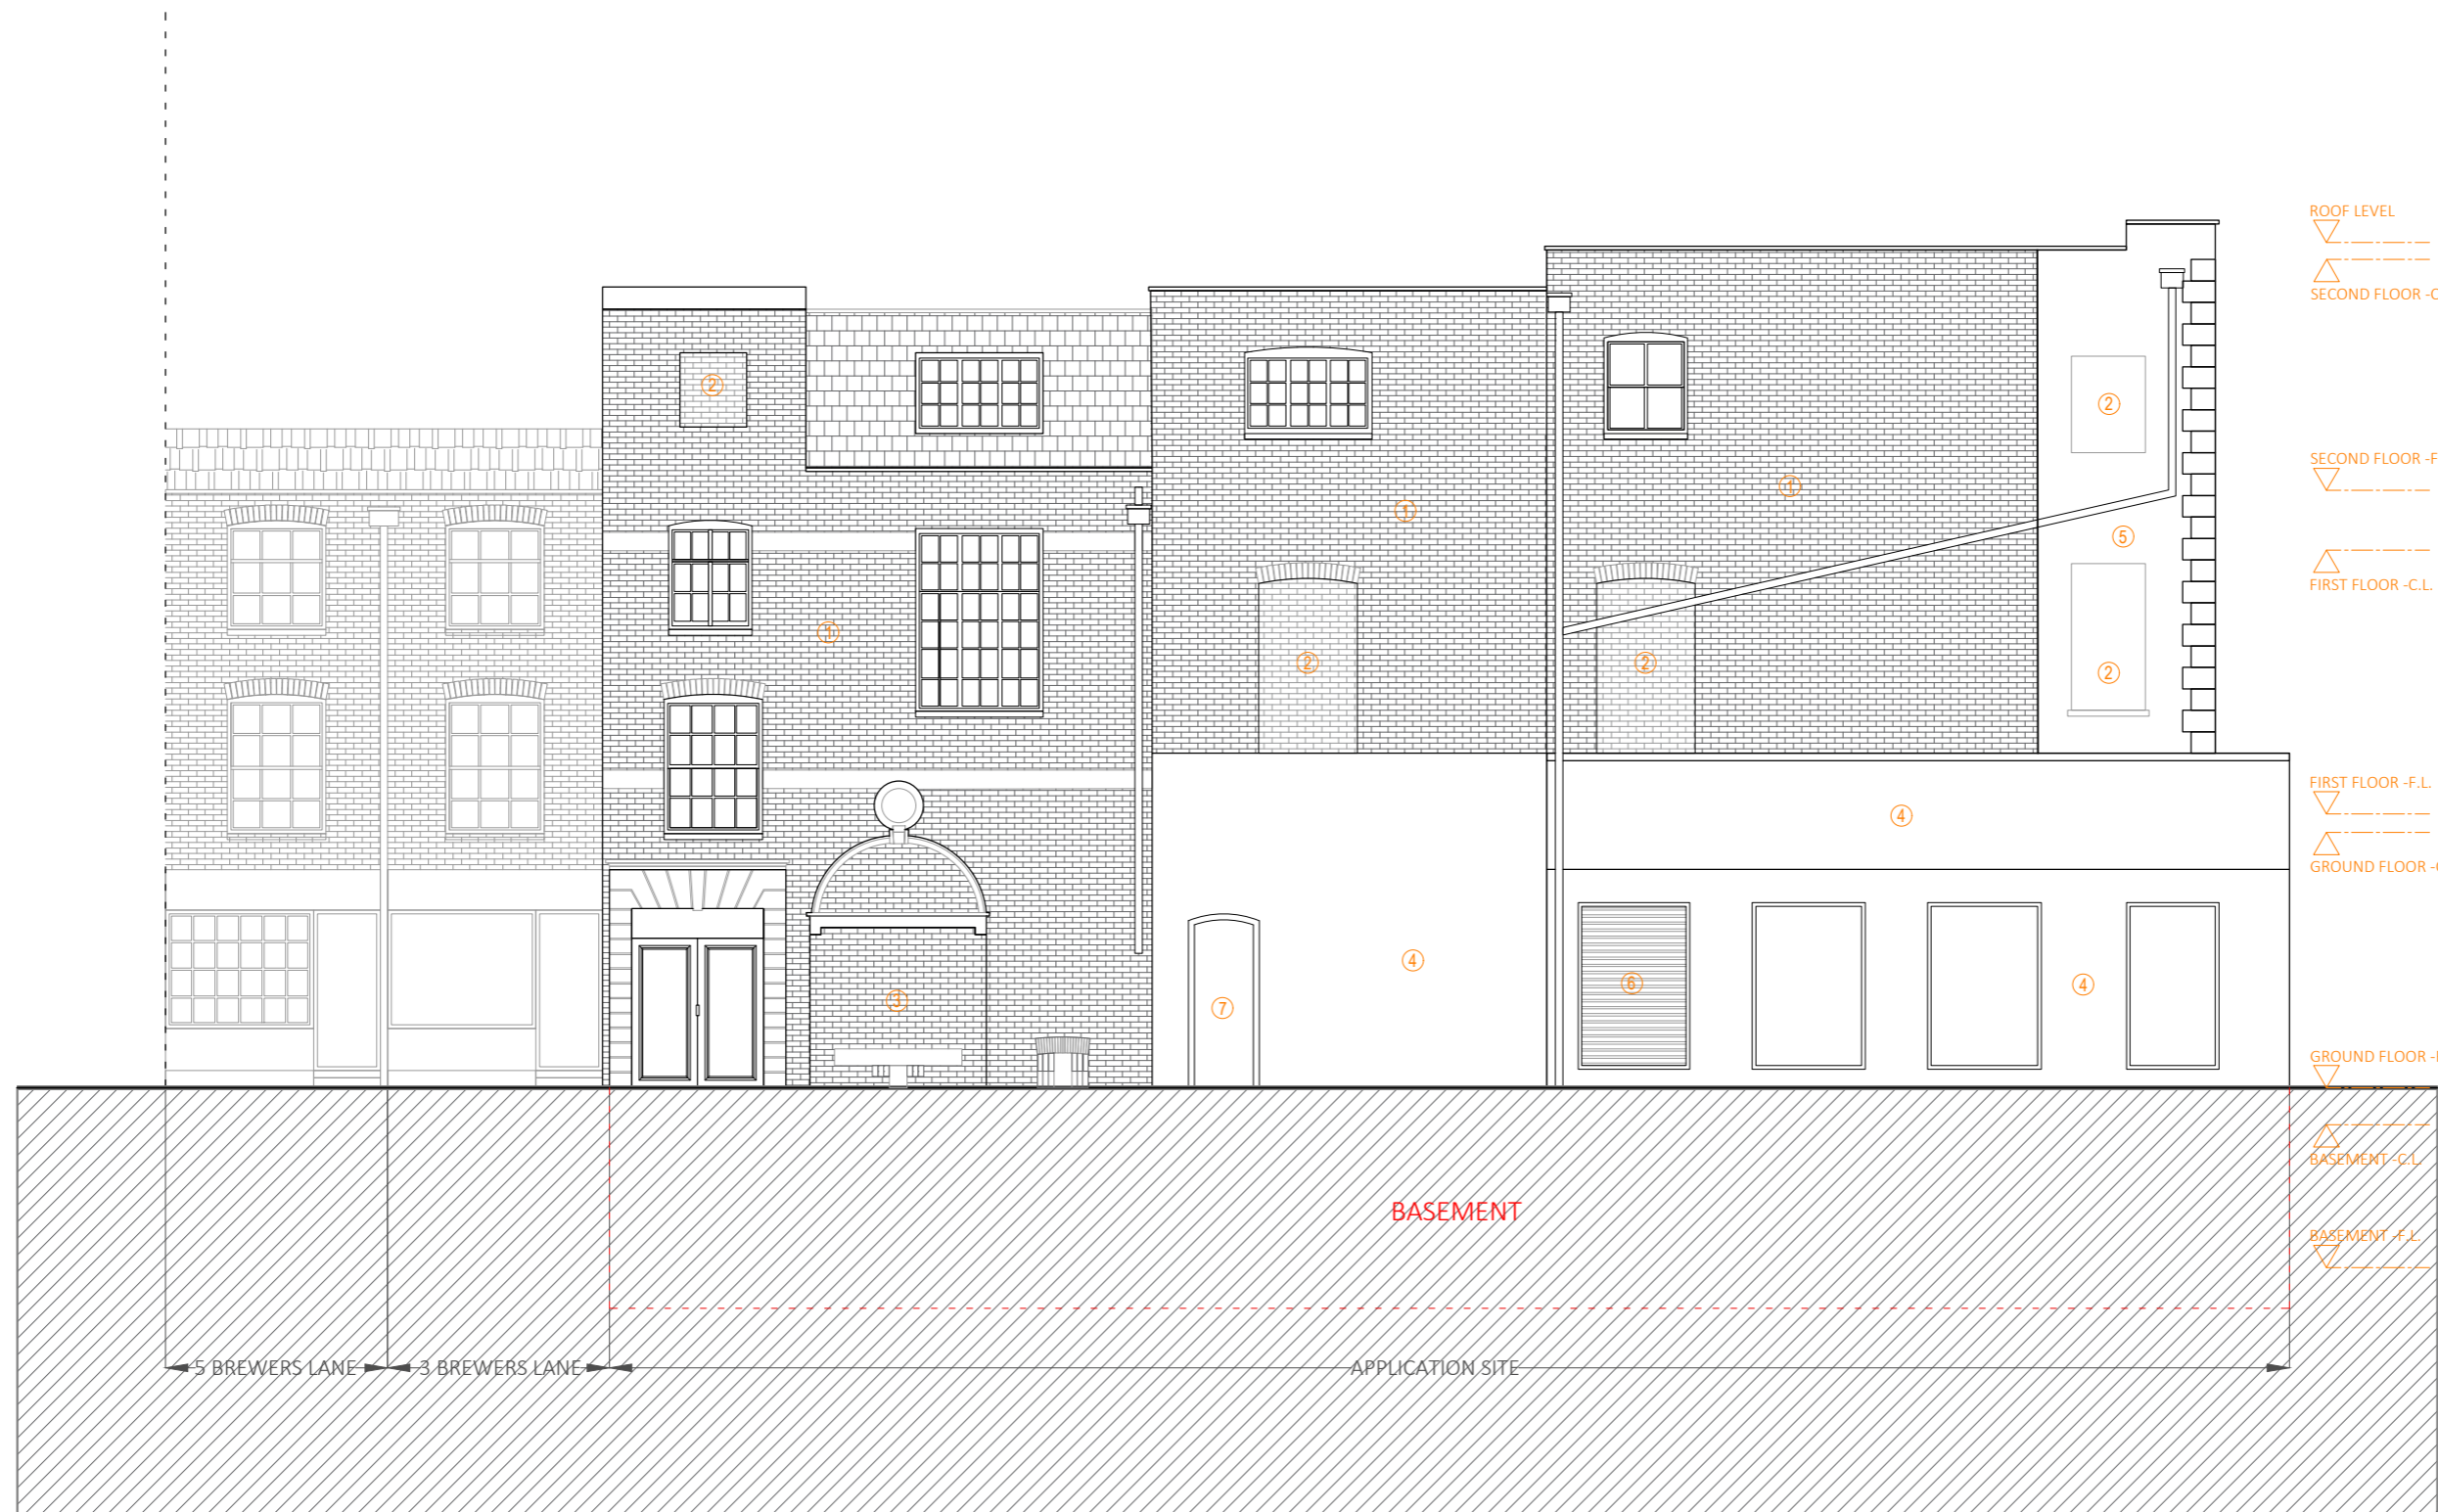 ROOF LEVEL
SECOND FLOOR -C
2
2
SECOND FLOOR -F
1
1
5
FIRST FLOOR -C.L.
1
2
2
2
FIRST FLOOR -F.L.
4
GROUND FLOOR -
4
6
4
3
7
GROUND FLOOR -
BASEMENT -C.L.
BASEMENT
BASEMENT -F.L.
5 BREWERS LANE
3 BREWERS LANE
APPLICATION SITE